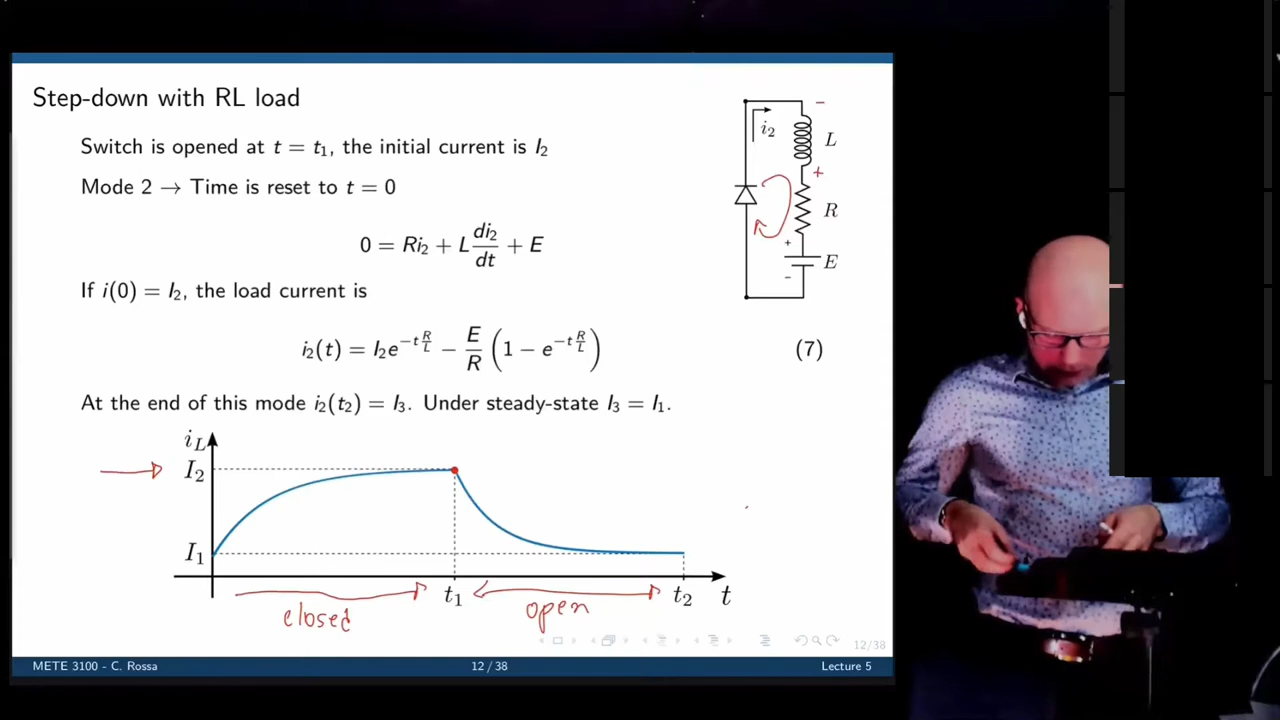 Step-down with RL load
Switch is opened at t = t₁, the initial current is I₂
Mode 2 → Time is reset to t = 0
0 = Ri₂ + L di₂/dt + E
If i(0) = I₂, the load current is
i₂(t) = I₂e^(-t R/L) − E/R (1 − e^(-t R/L)) (7)
At the end of this mode i₂(t₂) = I₃. Under steady-state I₃ = I₁.
i₂
−
L
+
R
+
E
−
i_L
I₂
I₁
t₁
t₂
t
closed
open
12/38
METE 3100 - C. Rossa
12 / 38
Lecture 5